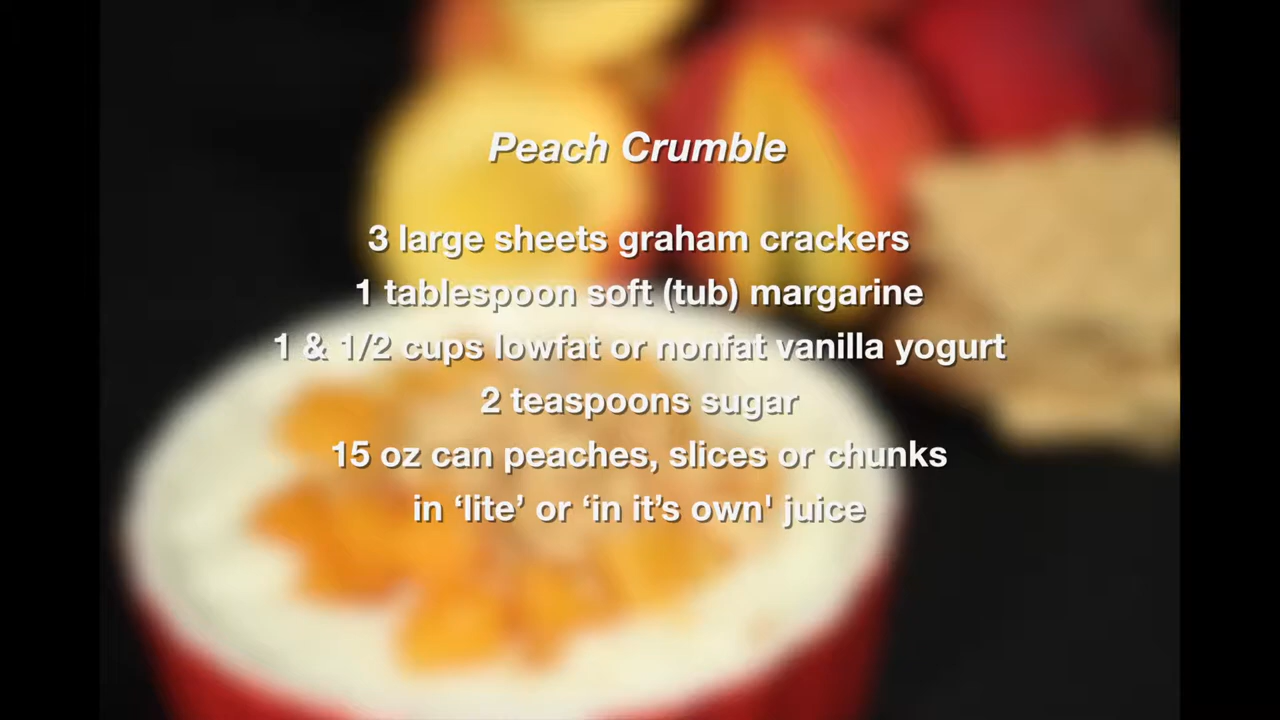 Peach Crumble
3 large sheets graham crackers
1 tablespoon soft (tub) margarine
1 & 1/2 cups lowfat or nonfat vanilla yogurt
2 teaspoons sugar
15 oz can peaches, slices or chunks
in ‘lite’ or ‘in it’s own' juice